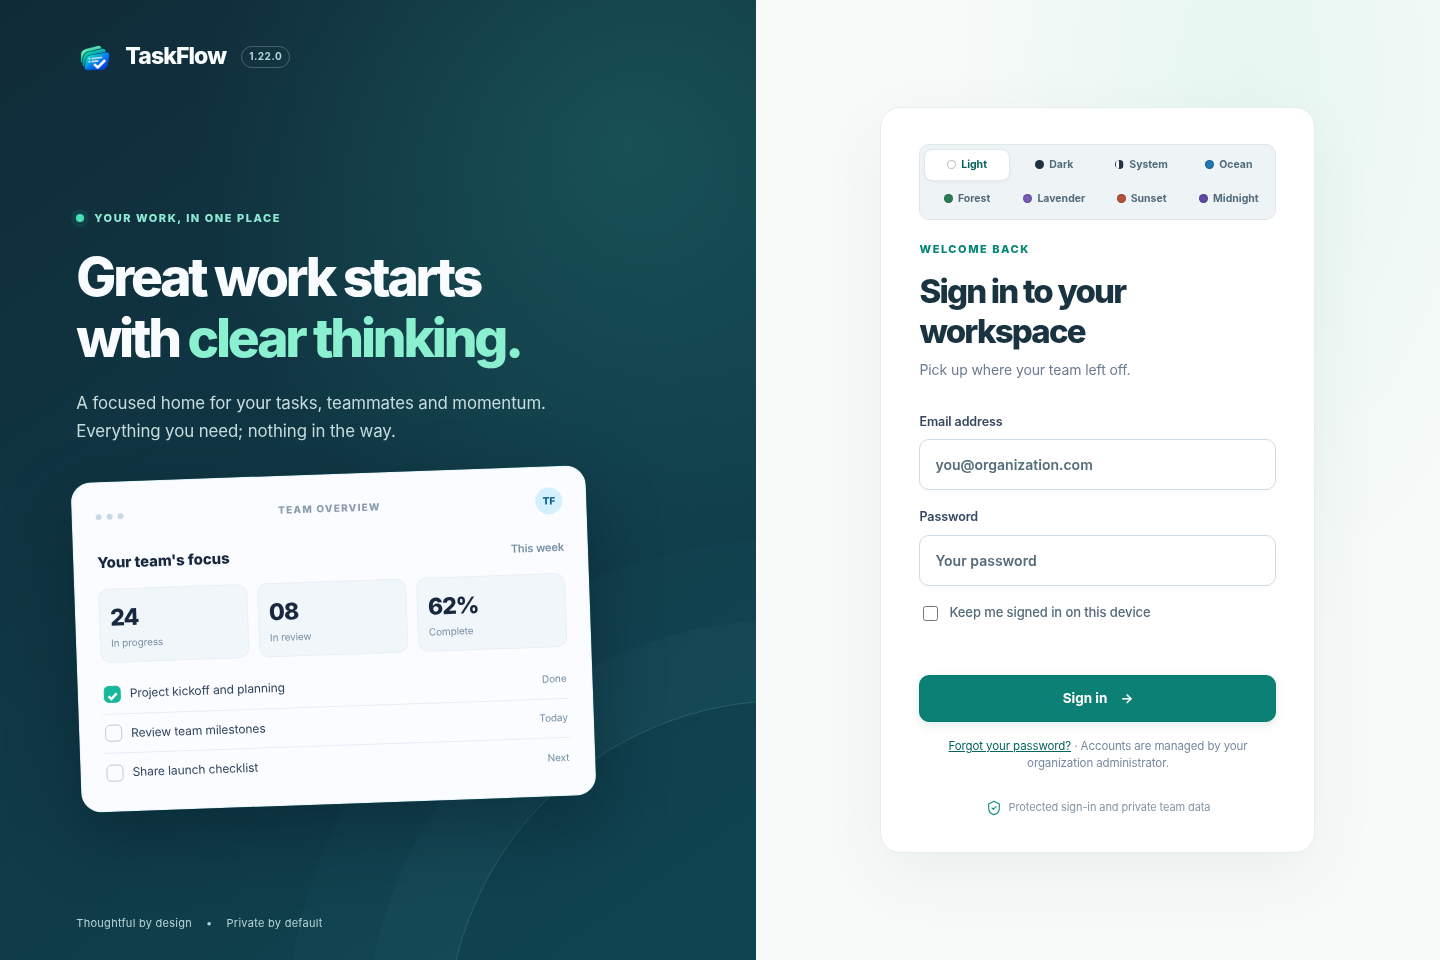 TaskFlow 1.22.0
YOUR WORK, IN ONE PLACE
Great work starts
with clear thinking.
A focused home for your tasks, teammates and momentum.
Everything you need; nothing in the way.
TEAM OVERVIEW
TF
Your team's focus
This week
24
In progress
08
In review
62%
Complete
Project kickoff and planning
Done
Review team milestones
Today
Share launch checklist
Next
Thoughtful by design • Private by default
Light Dark System Ocean
Forest Lavender Sunset Midnight
WELCOME BACK
Sign in to your
workspace
Pick up where your team left off.
Email address
you@organization.com
Password
Your password
Keep me signed in on this device
Sign in →
Forgot your password? · Accounts are managed by your
organization administrator.
Protected sign-in and private team data